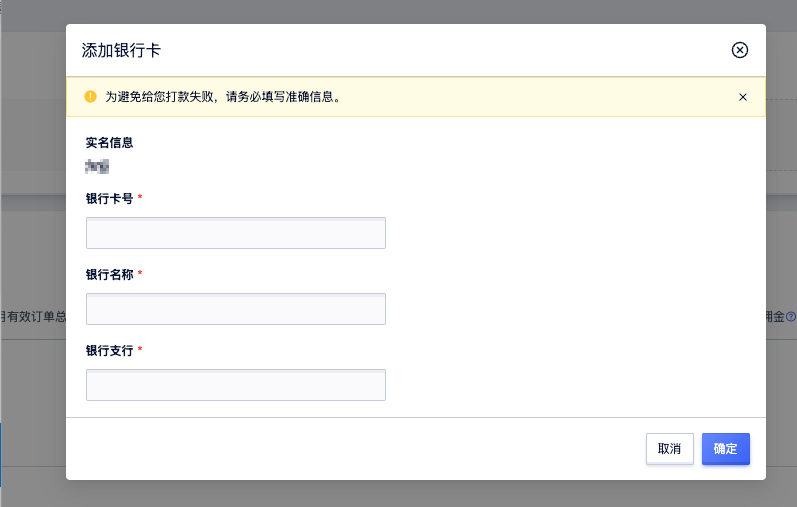 添加银行卡
为避免给您打款失败，请务必填写准确信息。
实名信息
银行卡号 *
银行名称 *
月有效订单总
佣金
银行支行 *
取消
确定